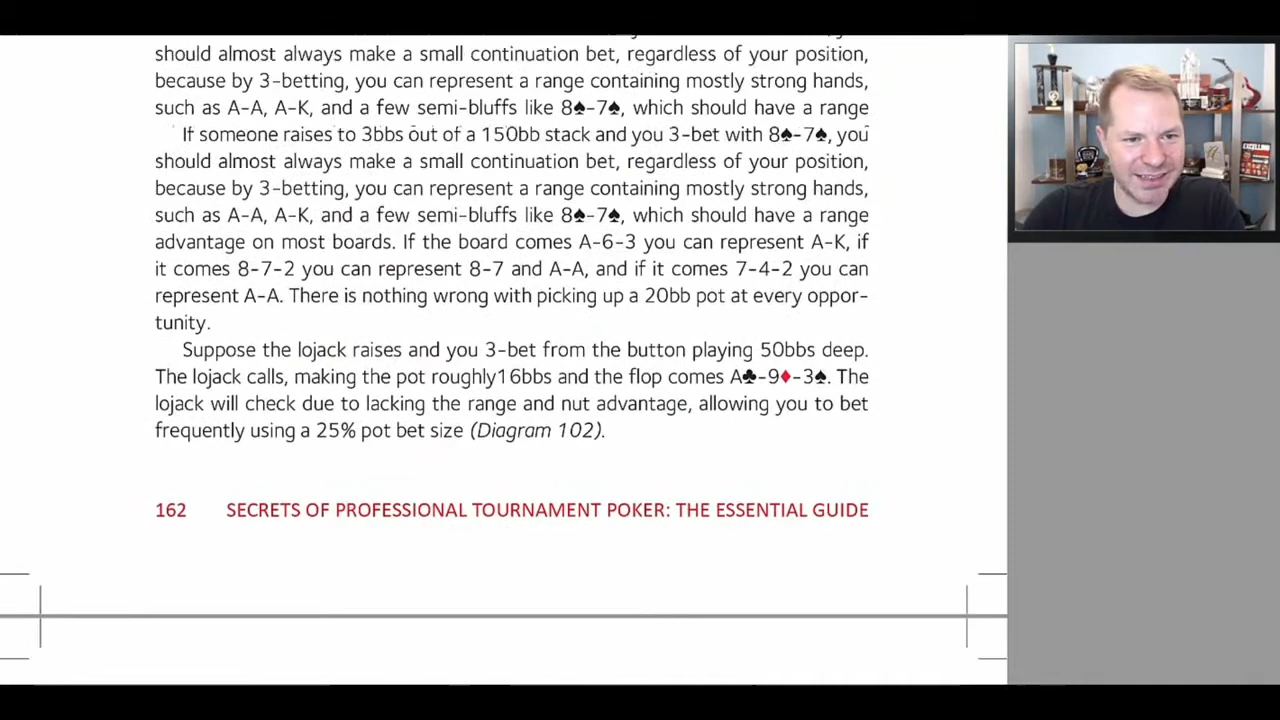 should almost always make a small continuation bet, regardless of your position,
because by 3-betting, you can represent a range containing mostly strong hands,
such as A-A, A-K, and a few semi-bluffs like 8♠-7♠, which should have a range
If someone raises to 3bbs out of a 150bb stack and you 3-bet with 8♠-7♠, you
should almost always make a small continuation bet, regardless of your position,
because by 3-betting, you can represent a range containing mostly strong hands,
such as A-A, A-K, and a few semi-bluffs like 8♠-7♠, which should have a range
advantage on most boards. If the board comes A-6-3 you can represent A-K, if
it comes 8-7-2 you can represent 8-7 and A-A, and if it comes 7-4-2 you can
represent A-A. There is nothing wrong with picking up a 20bb pot at every oppor-
tunity.
Suppose the lojack raises and you 3-bet from the button playing 50bbs deep.
The lojack calls, making the pot roughly16bbs and the flop comes A♣-9♦-3♠. The
lojack will check due to lacking the range and nut advantage, allowing you to bet
frequently using a 25% pot bet size (Diagram 102).
162 SECRETS OF PROFESSIONAL TOURNAMENT POKER: THE ESSENTIAL GUIDE